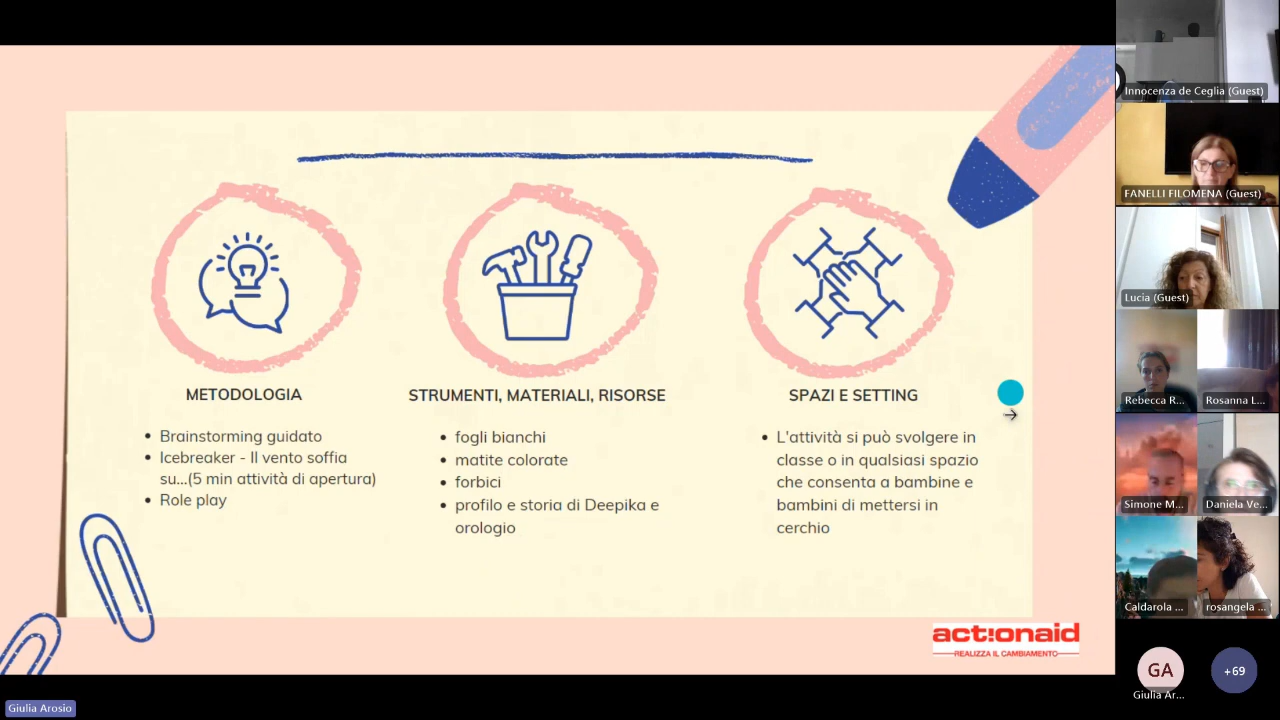 METODOLOGIA
Brainstorming guidato
Icebreaker - Il vento soffia
su...(5 min attività di apertura)
Role play
STRUMENTI, MATERIALI, RISORSE
fogli bianchi
matite colorate
forbici
profilo e storia di Deepika e
orologio
SPAZI E SETTING
L'attività si può svolgere in
classe o in qualsiasi spazio
che consenta a bambine e
bambini di mettersi in
cerchio
act!onaid
REALIZZA IL CAMBIAMENTO
Giulia Arosio
Innocenza de Ceglia (Guest)
FANELLI FILOMENA (Guest)
Lucia (Guest)
Rebecca R...
Rosanna L...
Simone M...
Daniela Ve...
Caldarola ...
rosangela ...
GA
Giulia Ar...
+69